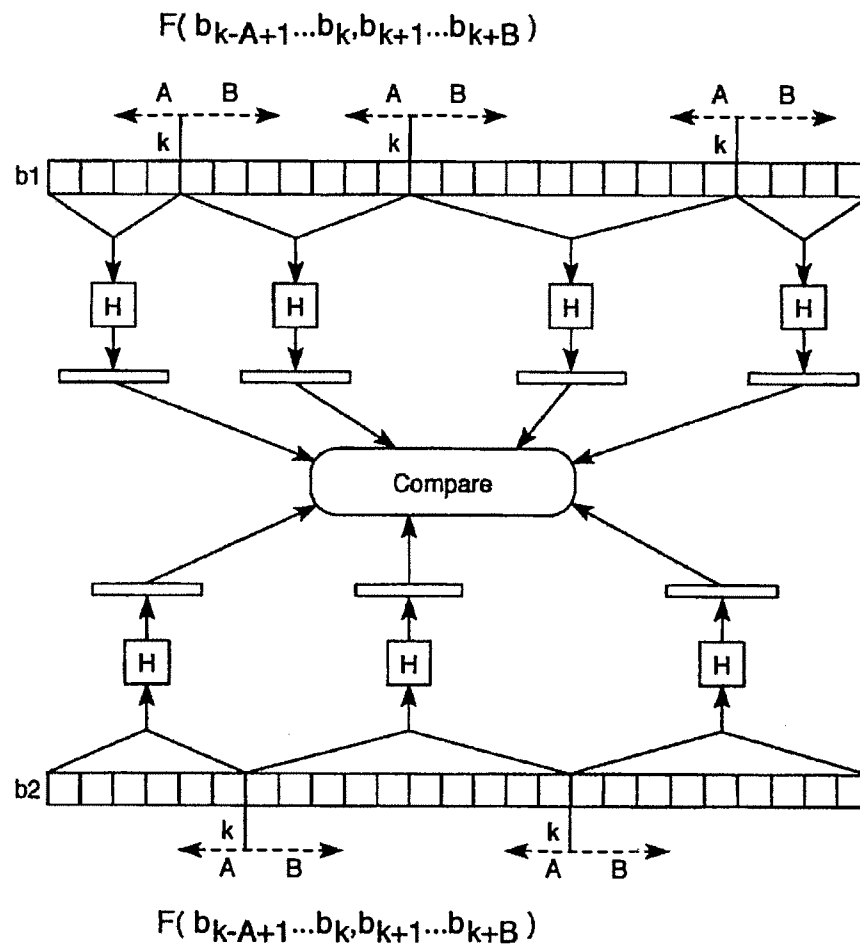 F( b_{k-A+1}...b_k,b_{k+1}...b_{k+B})
A B A B A B
k k k
b1
H H H H
Compare
H H H
b2
k k
A B A B
F( b_{k-A+1}...b_k,b_{k+1}...b_{k+B})